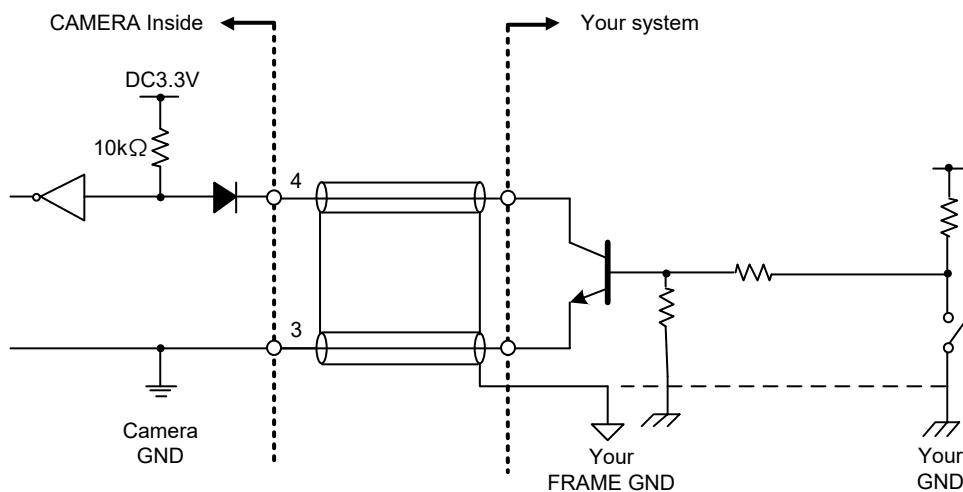 CAMERA Inside
Your system
DC3.3V
10kΩ
4
3
Camera
GND
Your
FRAME GND
Your
GND